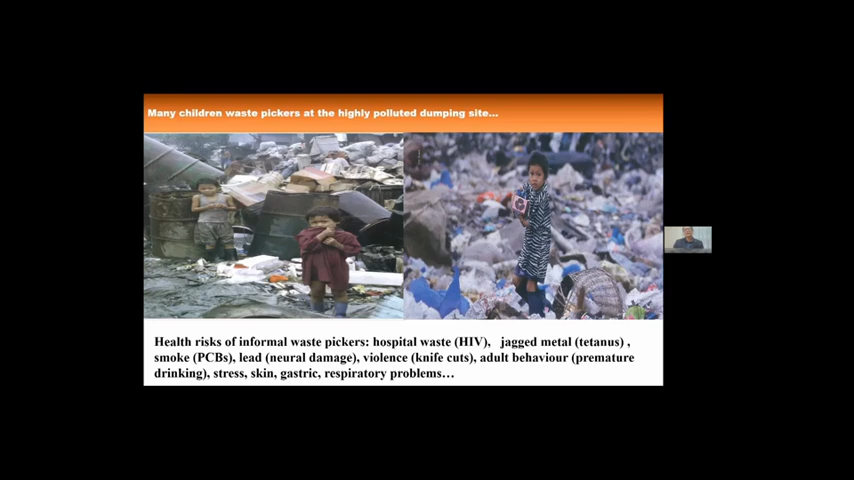 Many children waste pickers at the highly polluted dumping site...
Health risks of informal waste pickers: hospital waste (HIV), jagged metal (tetanus) ,
smoke (PCBs), lead (neural damage), violence (knife cuts), adult behaviour (premature
drinking), stress, skin, gastric, respiratory problems…